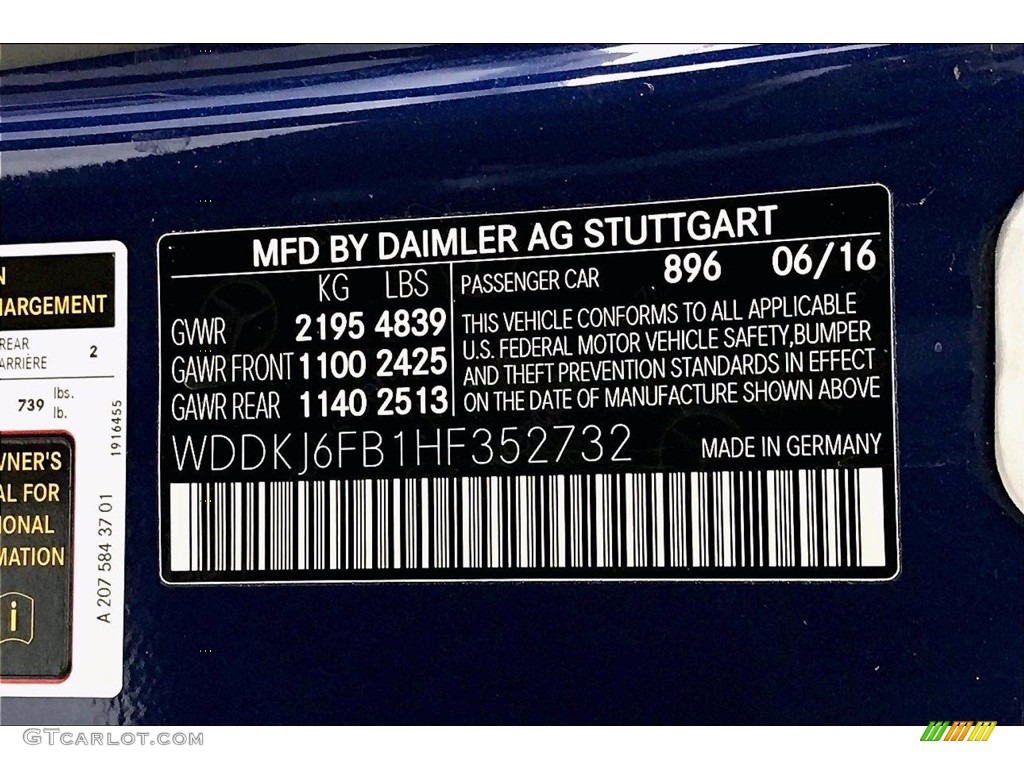 N
HARGEMENT
REAR
ARRIÈRE 2
739 lbs.
lb.
WNER'S
AL FOR
IONAL
MATION
i
1916455
A 207 584 37 01
MFD BY DAIMLER AG STUTTGART
KG LBS
GVWR 2195 4839
GAWR FRONT 1100 2425
GAWR REAR 1140 2513
PASSENGER CAR 896 06/16
THIS VEHICLE CONFORMS TO ALL APPLICABLE
U.S. FEDERAL MOTOR VEHICLE SAFETY,BUMPER
AND THEFT PREVENTION STANDARDS IN EFFECT
ON THE DATE OF MANUFACTURE SHOWN ABOVE
WDDKJ6FB1HF352732 MADE IN GERMANY
GTCARLOT.COM